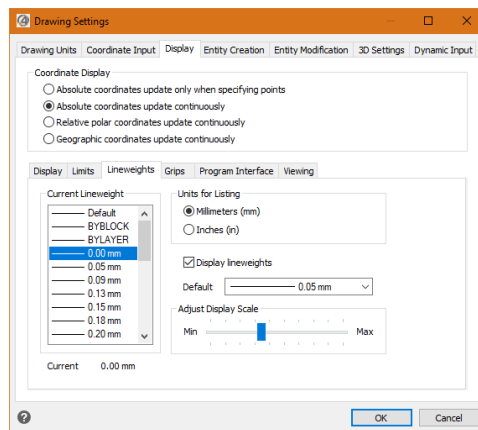 Drawing Settings
Drawing Units Coordinate Input Display Entity Creation Entity Modification 3D Settings Dynamic Input
Coordinate Display
Absolute coordinates update only when specifying points
Absolute coordinates update continuously
Relative polar coordinates update continuously
Geographic coordinates update continuously
Display Limits Lineweights Grips Program Interface Viewing
Current Lineweight
Default
BYBLOCK
BYLAYER
0.00 mm
0.05 mm
0.09 mm
0.13 mm
0.15 mm
0.18 mm
0.20 mm
Current 0.00 mm
Units for Listing
Millimeters (mm)
Inches (in)
Display lineweights
Default 0.05 mm
Adjust Display Scale
Min Max
?
OK Cancel